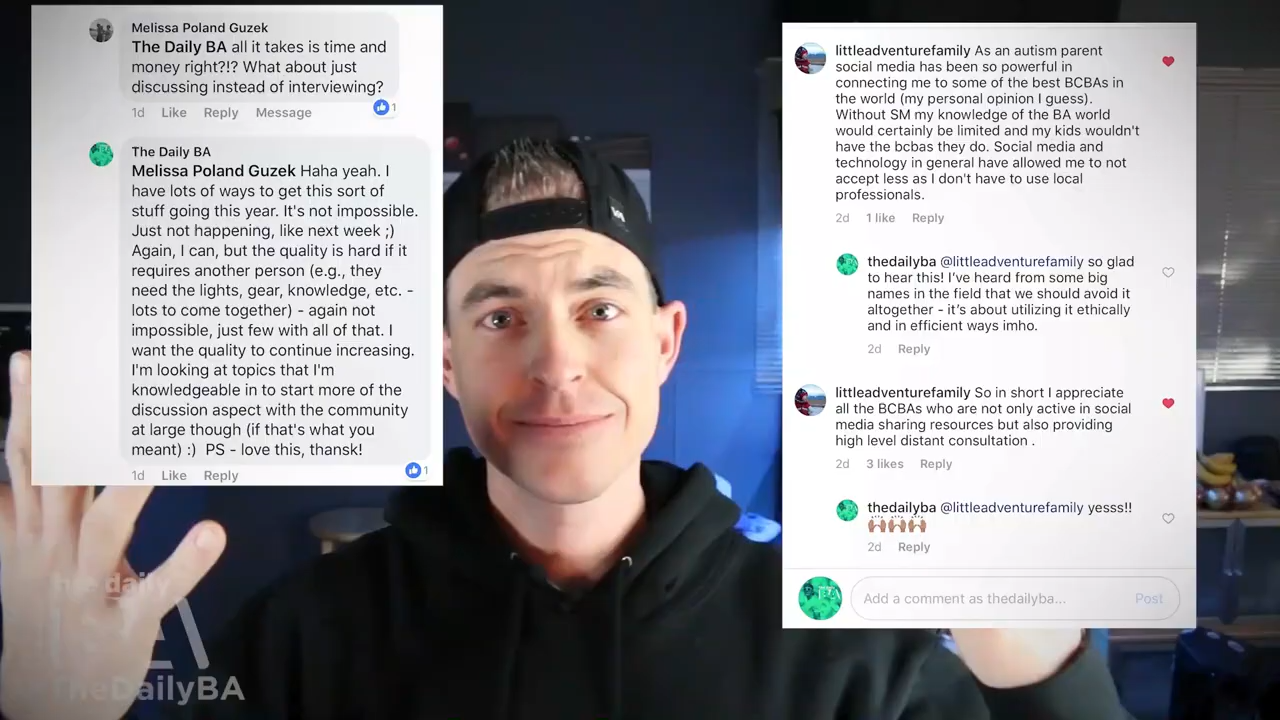 Melissa Poland Guzek
The Daily BA all it takes is time and
money right?!? What about just
discussing instead of interviewing?
1d Like Reply Message 1
The Daily BA
Melissa Poland Guzek Haha yeah. I
have lots of ways to get this sort of
stuff going this year. It's not impossible.
Just not happening, like next week ;)
Again, I can, but the quality is hard if it
requires another person (e.g., they
need the lights, gear, knowledge, etc. -
lots to come together) - again not
impossible, just few with all of that. I
want the quality to continue increasing.
I'm looking at topics that I'm
knowledgeable in to start more of the
discussion aspect with the community
at large though (if that's what you
meant) :) PS - love this, thansk!
1d Like Reply 1
littleadventurefamily As an autism parent
social media has been so powerful in
connecting me to some of the best BCBAs in
the world (my personal opinion I guess).
Without SM my knowledge of the BA world
would certainly be limited and my kids wouldn't
have the bcbas they do. Social media and
technology in general have allowed me to not
accept less as I don't have to use local
professionals.
2d 1 like Reply
thedailyba @littleadventurefamily so glad
to hear this! I've heard from some big
names in the field that we should avoid it
altogether - it's about utilizing it ethically
and in efficient ways imho.
2d Reply
littleadventurefamily So in short I appreciate
all the BCBAs who are not only active in social
media sharing resources but also providing
high level distant consultation .
2d 3 likes Reply
thedailyba @littleadventurefamily yesss!!
🙌🏽🙌🏽🙌🏽
2d Reply
Add a comment as thedailyba... Post
the daily
BA
TheDailyBA